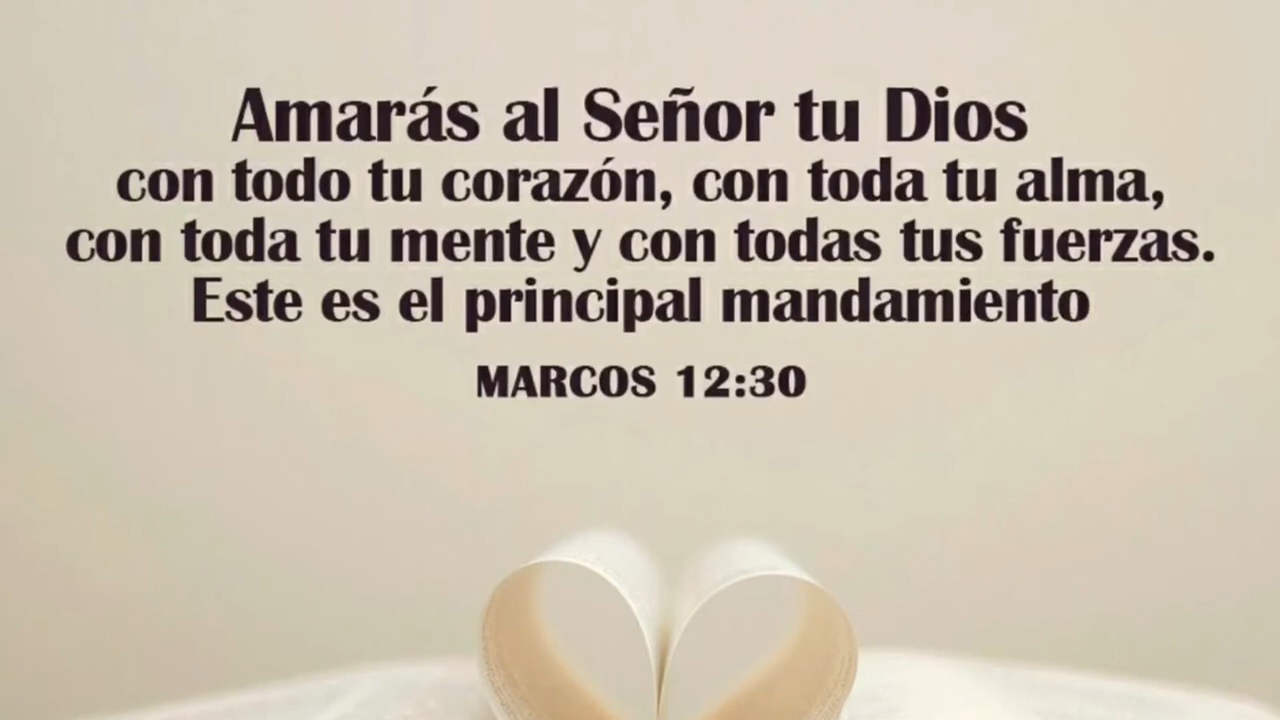 Amarás al Señor tu Dios
con todo tu corazón, con toda tu alma,
con toda tu mente y con todas tus fuerzas.
Este es el principal mandamiento
MARCOS 12:30